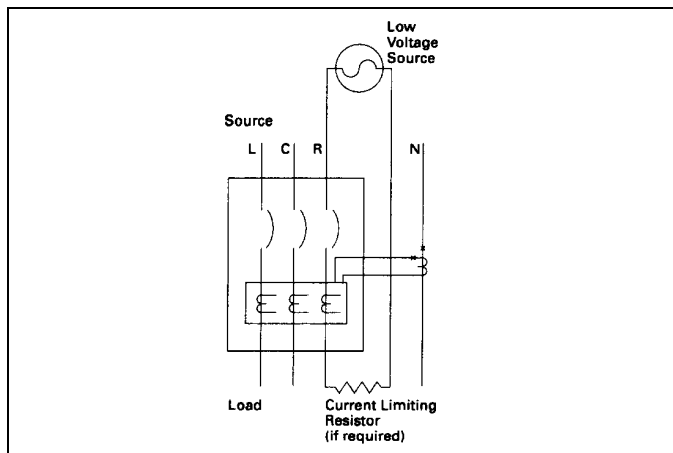 Low
Voltage
Source
Source
L C R N
Load
Current Limiting
Resistor
(if required)